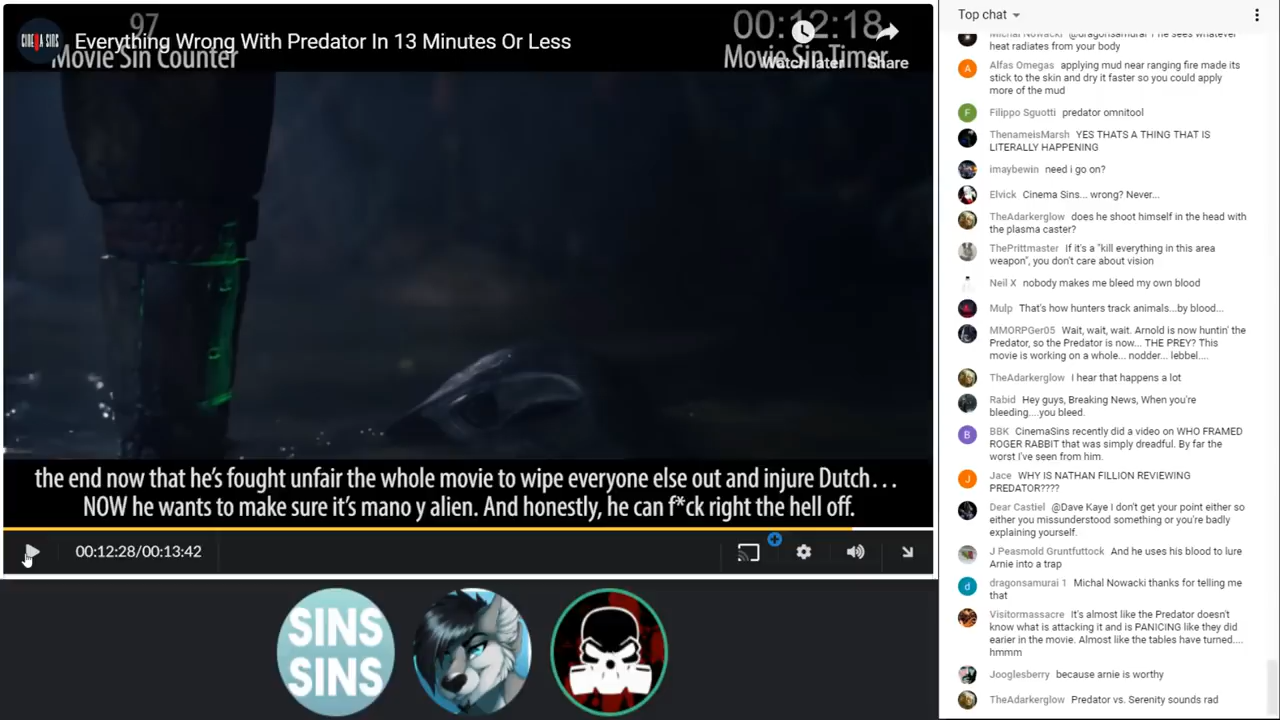 97
00:12:18
CINEMA SINS
Everything Wrong With Predator In 13 Minutes Or Less
Movie Sin Counter
Movie Sin Timer
Watch later
Share
the end now that he's fought unfair the whole movie to wipe everyone else out and injure Dutch...
NOW he wants to make sure it's mano y alien. And honestly, he can f*ck right the hell off.
00:12:28/00:13:42
SINS
SINS
Top chat
Michal Nowacki @dragonsamurai 1 he sees whatever
heat radiates from your body
A
Alfas Omegas applying mud near ranging fire made its
stick to the skin and dry it faster so you could apply
more of the mud
F
Filippo Sguotti predator omnitool
ThenameisMarsh YES THATS A THING THAT IS
LITERALLY HAPPENING
imaybewin need i go on?
Elvick Cinema Sins... wrong? Never...
TheAdarkerglow does he shoot himself in the head with
the plasma caster?
ThePrittmaster If it's a "kill everything in this area
weapon", you don't care about vision
Neil X nobody makes me bleed my own blood
Mulp That's how hunters track animals...by blood...
MMORPGer05 Wait, wait, wait. Arnold is now huntin' the
Predator, so the Predator is now... THE PREY? This
movie is working on a whole... nodder... lebbel....
TheAdarkerglow I hear that happens a lot
Rabid Hey guys, Breaking News, When you're
bleeding....you bleed.
B
BBK CinemaSins recently did a video on WHO FRAMED
ROGER RABBIT that was simply dreadful. By far the
worst I've seen from him.
J
Jace WHY IS NATHAN FILLION REVIEWING
PREDATOR????
Dear Castiel @Dave Kaye I don't get your point either so
either you missunderstood something or you're badly
explaining yourself.
J Peasmold Gruntfuttock And he uses his blood to lure
Arnie into a trap
d
dragonsamurai 1 Michal Nowacki thanks for telling me
that
Visitormassacre It's almost like the Predator doesn't
know what is attacking it and is PANICING like they did
earier in the movie. Almost like the tables have turned....
hmmm
Jooglesberry because arnie is worthy
TheAdarkerglow Predator vs. Serenity sounds rad